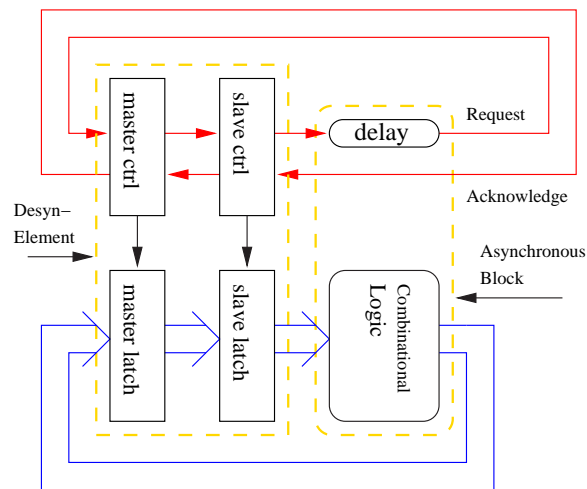 master ctrl
slave ctrl
delay
Request
Acknowledge
Desyn–
Element
Asynchronous
Block
master latch
slave latch
Combinational
Logic